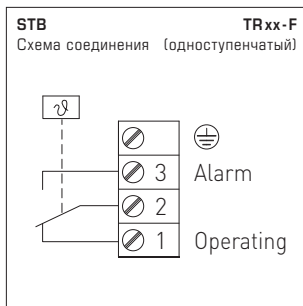 STB TRxx-F
Схема соединения (одноступенчатый)
ϑ
3 Alarm
2
1 Operating